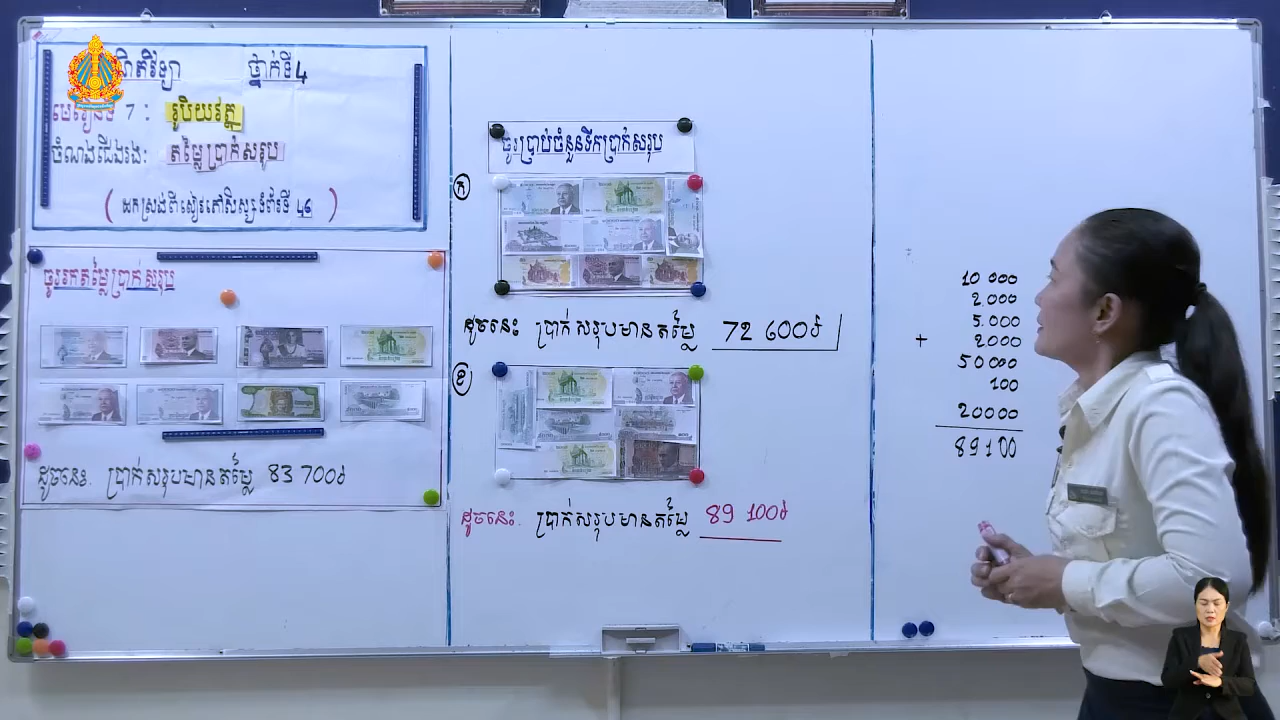 គណិតវិទ្យា ថ្នាក់ទី4
មេរៀនទី 7 : រូបិយវត្ថុ
ចំណងជើងរង: តម្លៃប្រាក់សរុប
(ដកស្រង់ពីសៀវភៅសិស្សទំព័រទី 46)
ចូររកតម្លៃប្រាក់សរុប
ដូចនេះ. ប្រាក់សរុបមានតម្លៃ 83 700៛
ចូរប្រាប់ចំនួនទឹកប្រាក់សរុប
ក
ដូចនេះ ប្រាក់សរុបមានតម្លៃ 72 600៛
ខ
ដូចនេះ. ប្រាក់សរុបមានតម្លៃ 89 100៛
10 000
2.000
5.000
+ 2000
50000
100
20000
89100